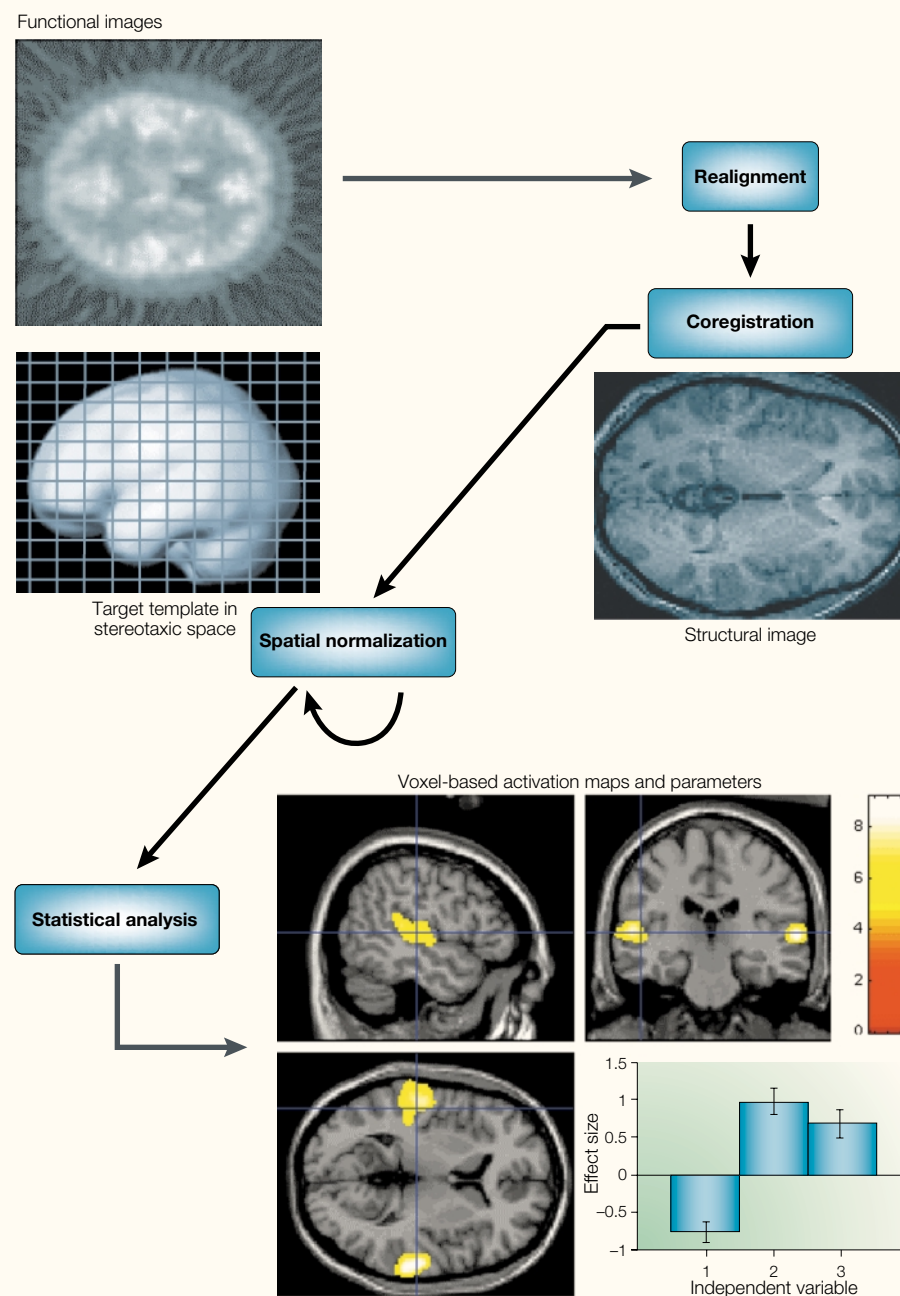 Functional images
Realignment
Coregistration
Target template in
stereotaxic space
Spatial normalization
Structural image
Voxel-based activation maps and parameters
8
6
4
2
0
Statistical analysis
1.5
1
0.5
0
–0.5
–1
Effect size
1 2 3
Independent variable